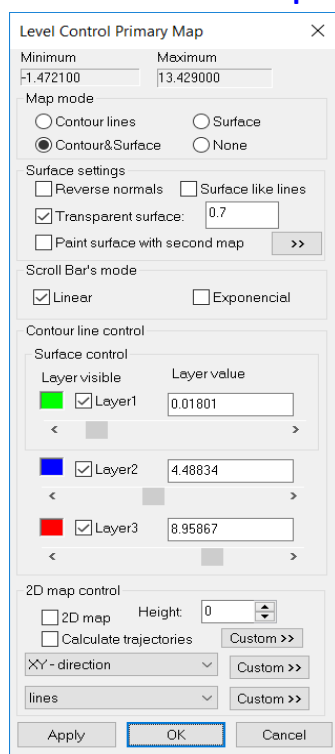 Level Control Primary Map
Minimum Maximum
-1.472100 13.429000
Map mode
Contour lines Surface
Contour&Surface None
Surface settings
Reverse normals Surface like lines
Transparent surface: 0.7
Paint surface with second map >>
Scroll Bar's mode
Linear Exponencial
Contour line control
Surface control
Layer visible Layer value
Layer1 0.01801
Layer2 4.48834
Layer3 8.95867
2D map control
2D map Height: 0
Calculate trajectories Custom >>
XY - direction Custom >>
lines Custom >>
Apply OK Cancel